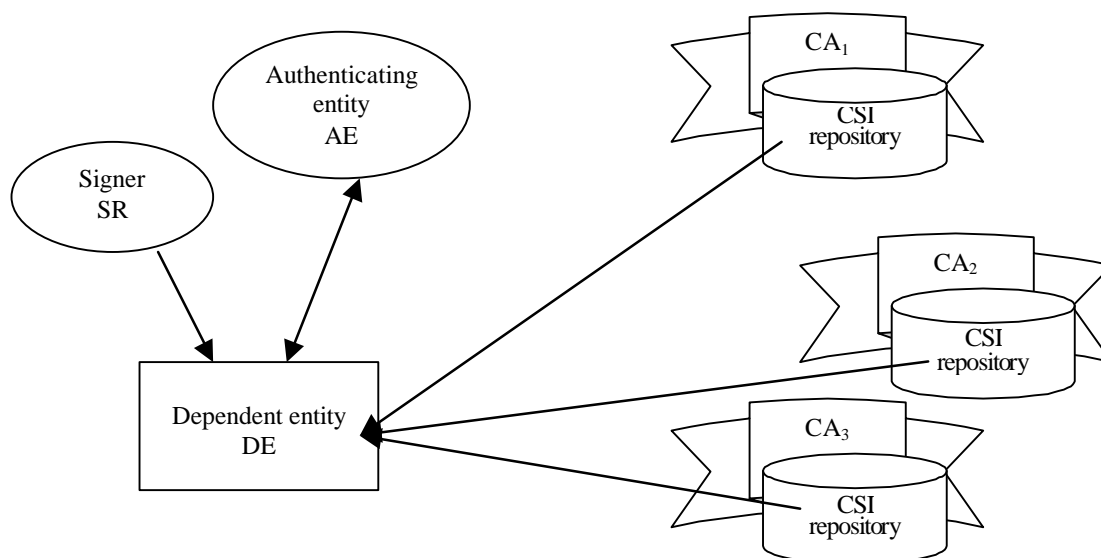 Authenticating
entity
AE
Signer
SR
Dependent entity
DE
CA₁
CSI
repository
CA₂
CSI
repository
CA₃
CSI
repository